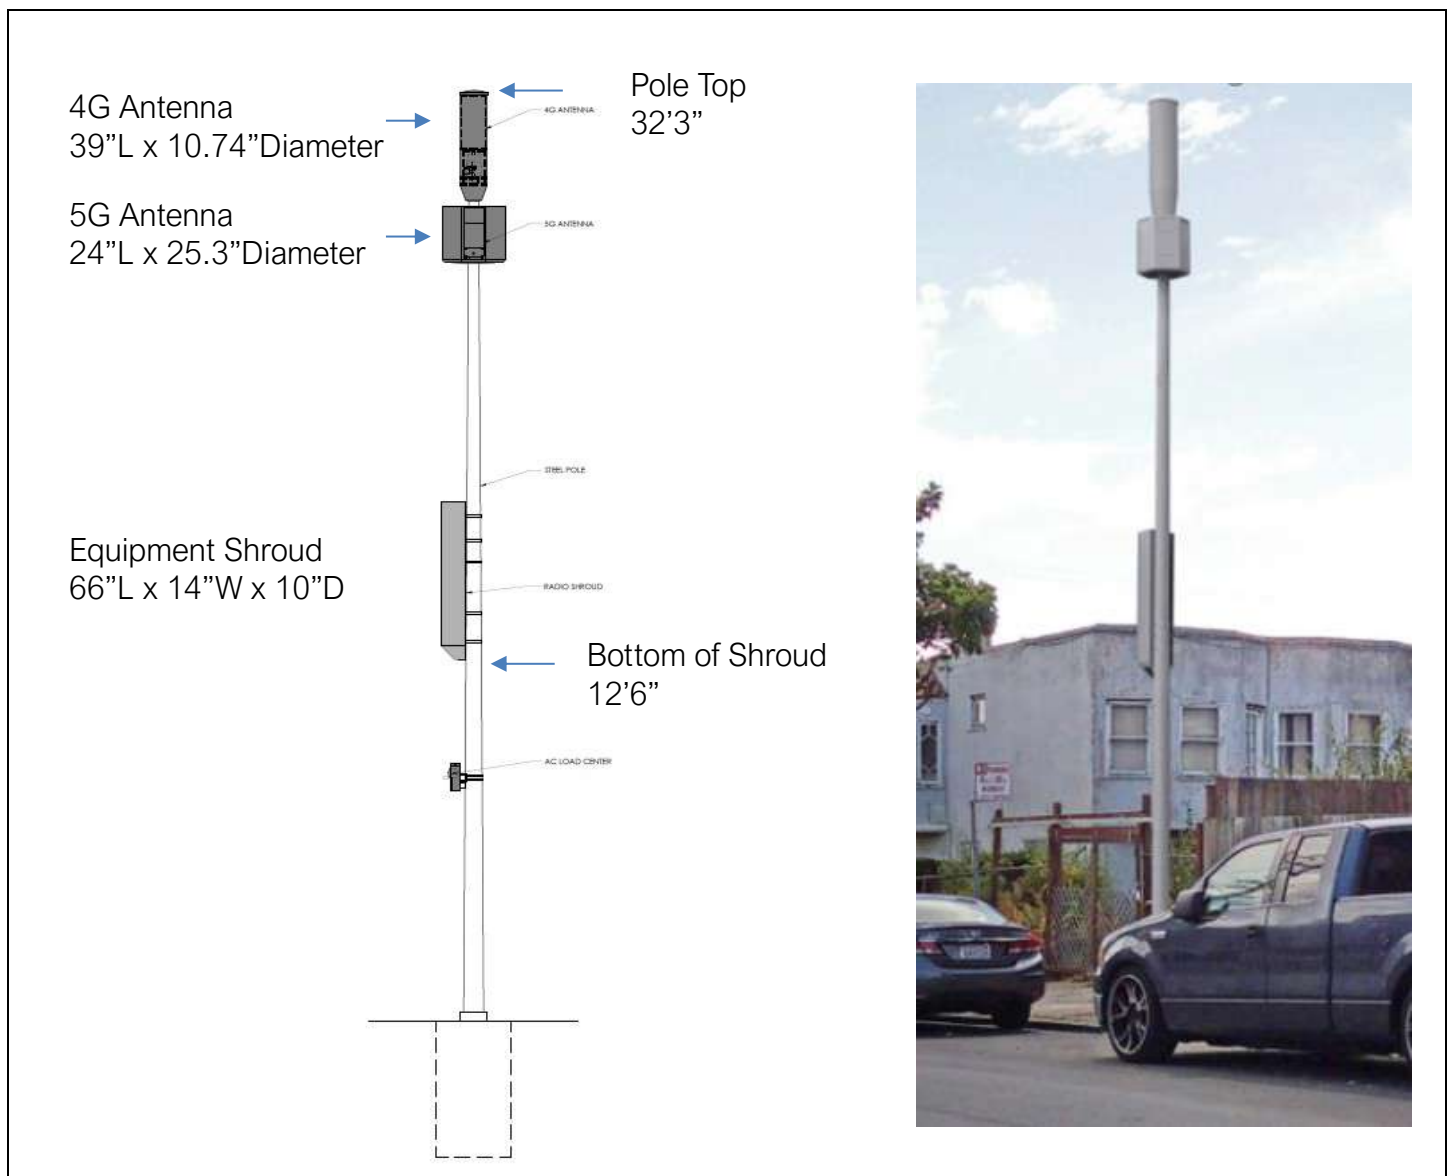 4G Antenna
39”L x 10.74”Diameter
Pole Top
32’3”
4G ANTENNA
5G Antenna
24”L x 25.3”Diameter
5G ANTENNA
STEEL POLE
Equipment Shroud
66”L x 14”W x 10”D
RADIO SHROUD
Bottom of Shroud
12’6”
AC LOAD CENTER